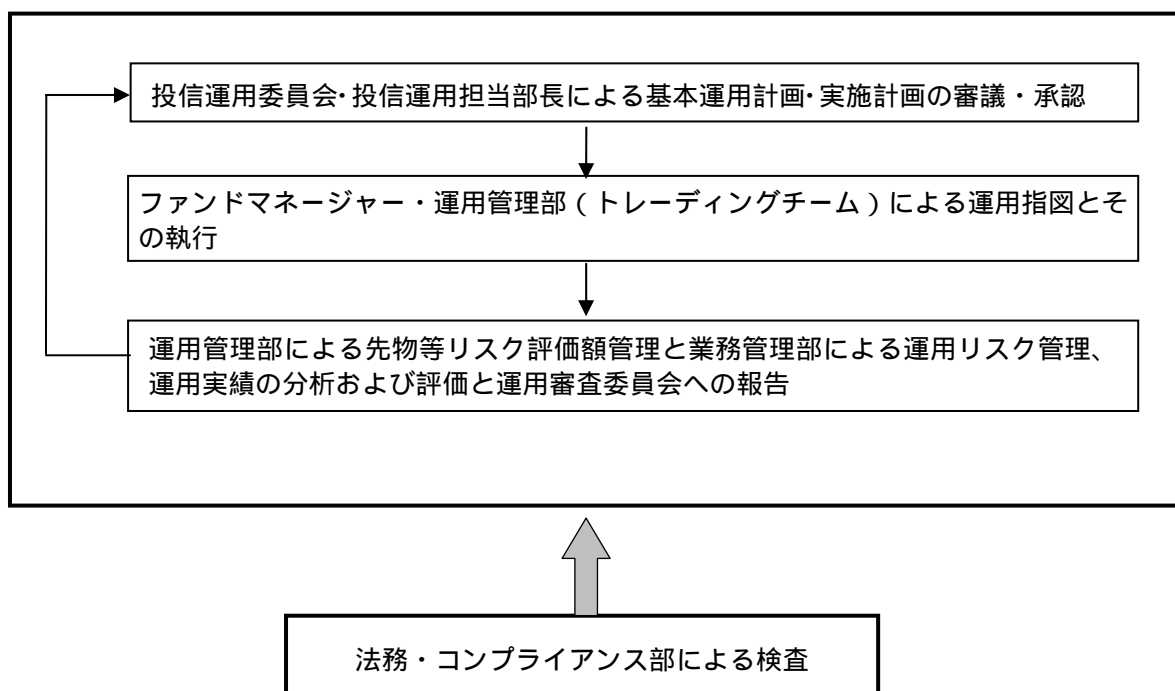 投信運用委員会・投信運用担当部長による基本運用計画・実施計画の審議・承認
ファンドマネージャー・運用管理部（トレーディングチーム）による運用指図とそ
の執行
運用管理部による先物等リスク評価額管理と業務管理部による運用リスク管理、
運用実績の分析および評価と運用審査委員会への報告
法務・コンプライアンス部による検査